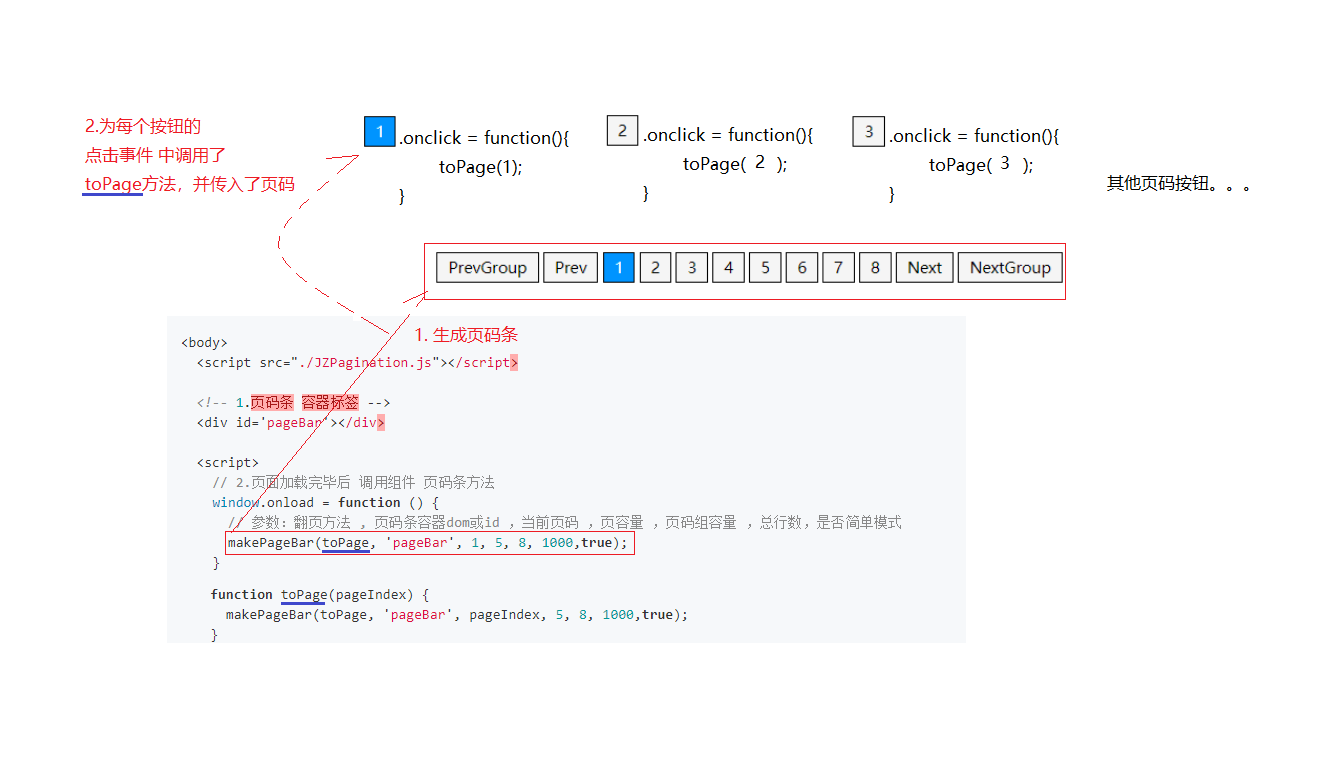 2.为每个按钮的
点击事件 中调用了
toPage方法，并传入了页码
1 .onclick = function(){
toPage(1);
}
2 .onclick = function(){
toPage( 2 );
}
3 .onclick = function(){
toPage( 3 );
}
其他页码按钮。。。
PrevGroup Prev 1 2 3 4 5 6 7 8 Next NextGroup
1. 生成页码条
<body>
<script src="./JZPagination.js"></script>
<!-- 1.页码条 容器标签 -->
<div id='pageBar'></div>
<script>
// 2.页面加载完毕后 调用组件 页码条方法
window.onload = function () {
// 参数: 翻页方法 , 页码条容器dom或id , 当前页码 , 页容量 , 页码组容量 , 总行数, 是否简单模式
makePageBar(toPage, 'pageBar', 1, 5, 8, 1000,true);
}
function toPage(pageIndex) {
makePageBar(toPage, 'pageBar', pageIndex, 5, 8, 1000,true);
}